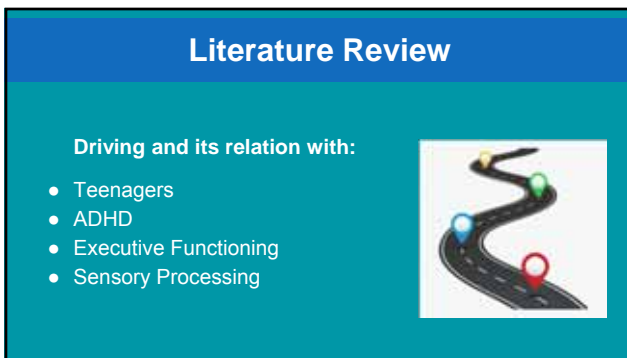 Literature Review
Driving and its relation with:
● Teenagers
● ADHD
● Executive Functioning
● Sensory Processing